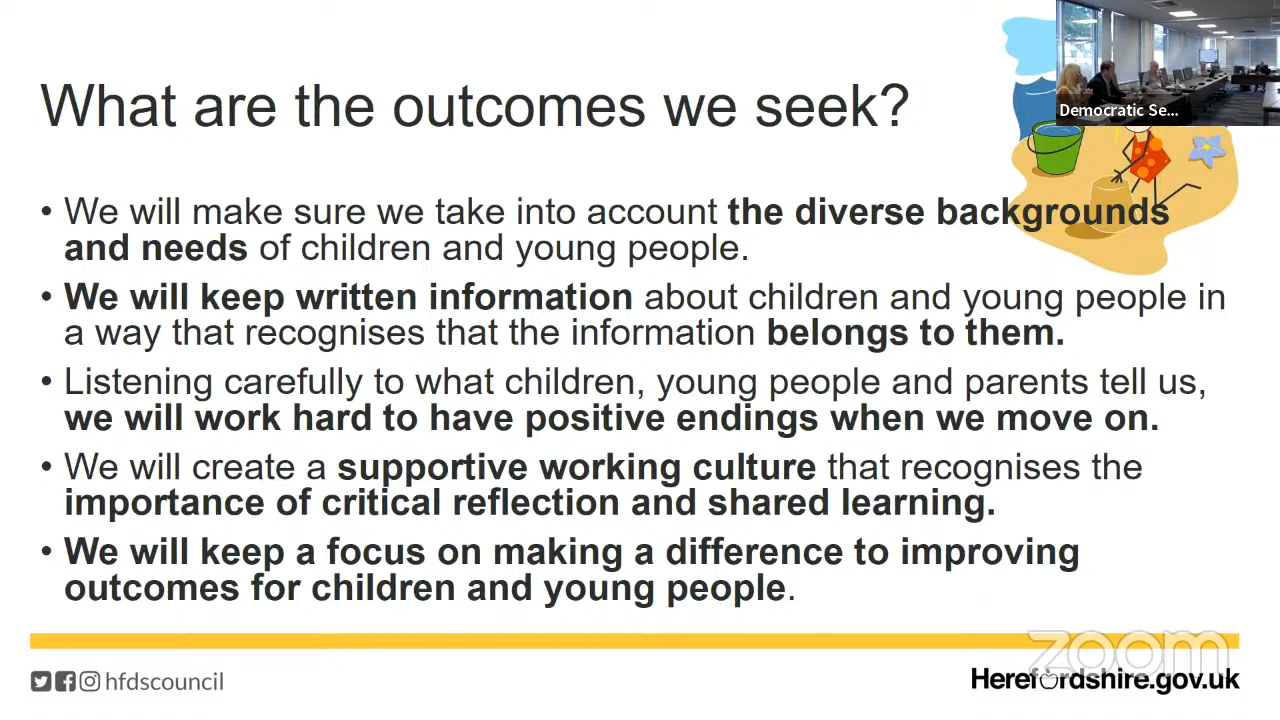 Democratic Se...
What are the outcomes we seek?
• We will make sure we take into account the diverse backgrounds
and needs of children and young people.
• We will keep written information about children and young people in
a way that recognises that the information belongs to them.
• Listening carefully to what children, young people and parents tell us,
we will work hard to have positive endings when we move on.
• We will create a supportive working culture that recognises the
importance of critical reflection and shared learning.
• We will keep a focus on making a difference to improving
outcomes for children and young people.
zoom
hfdscouncil
Herefordshire.gov.uk